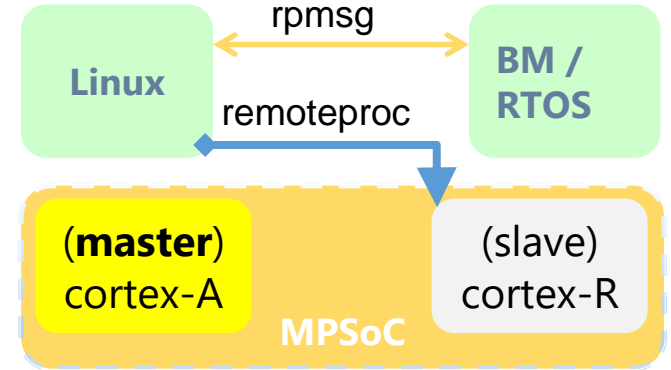 rpmsg
Linux
BM /
RTOS
remoteproc
(master)
cortex-A
(slave)
cortex-R
MPSoC